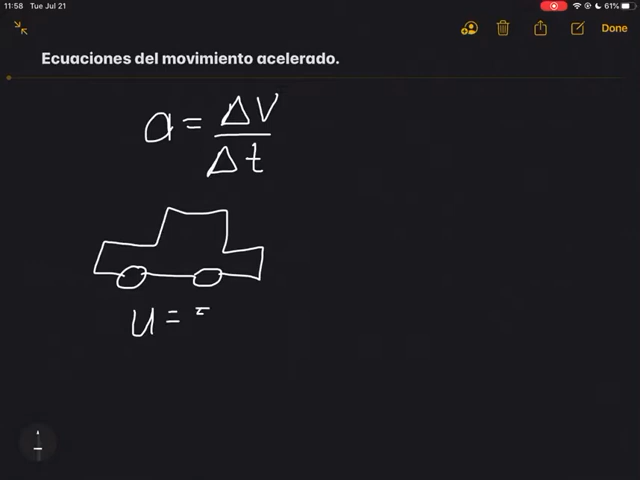 11:58 Tue Jul 21
61%
Done
Ecuaciones del movimiento acelerado.
a = ΔV
Δt
u =